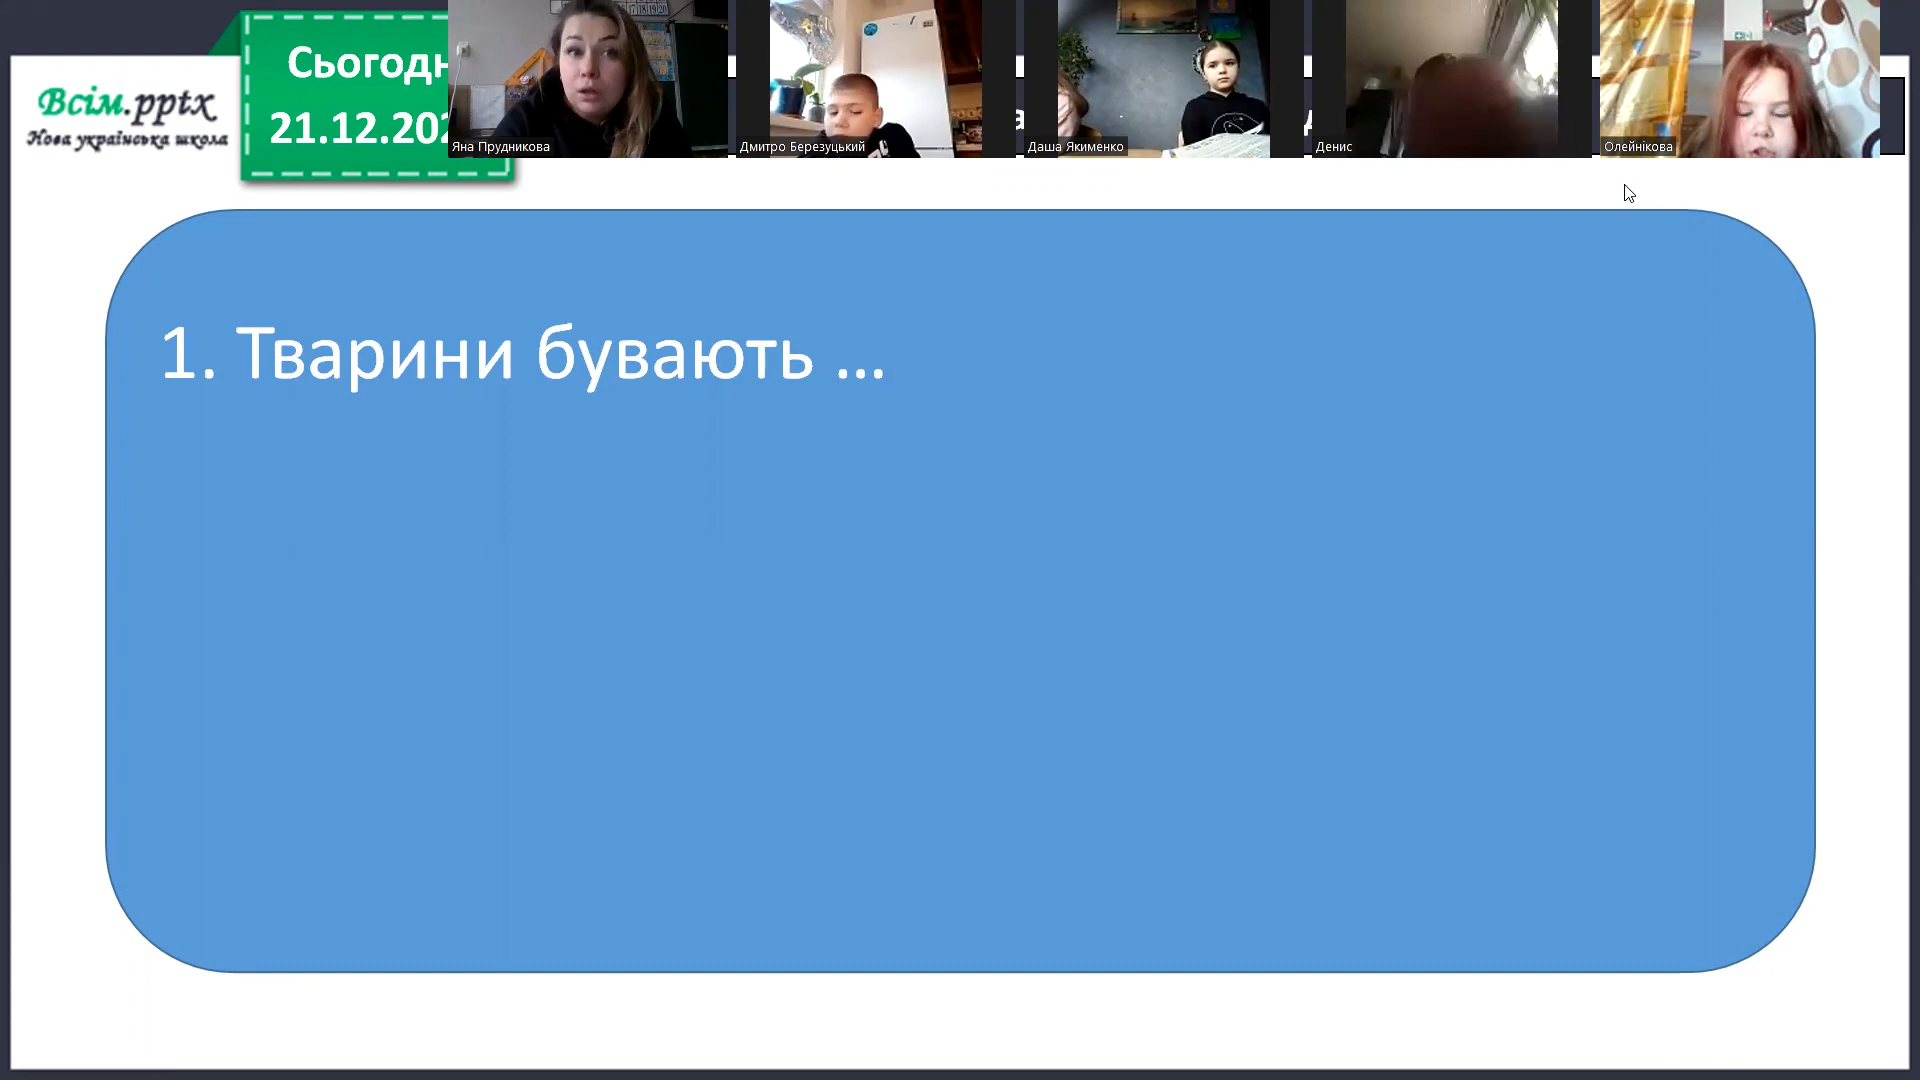 Всім.pptx
Нова українська школа
Сьогодн
21.12.202
Яна Прудникова
Дмитро Березуцький
Даша Якименко
Денис
Олейнікова
1. Тварини бувають ...